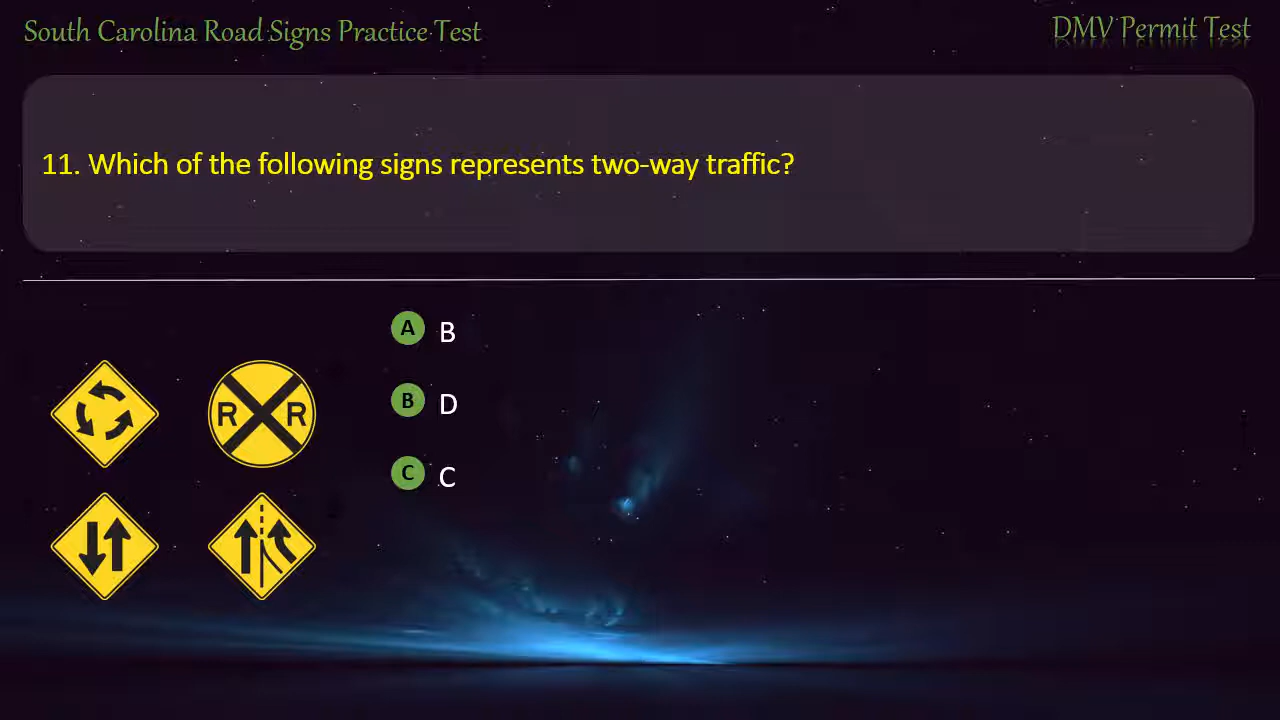 South Carolina Road Signs Practice Test
DMV Permit Test
11. Which of the following signs represents two-way traffic?
A B
B D
C C
R R